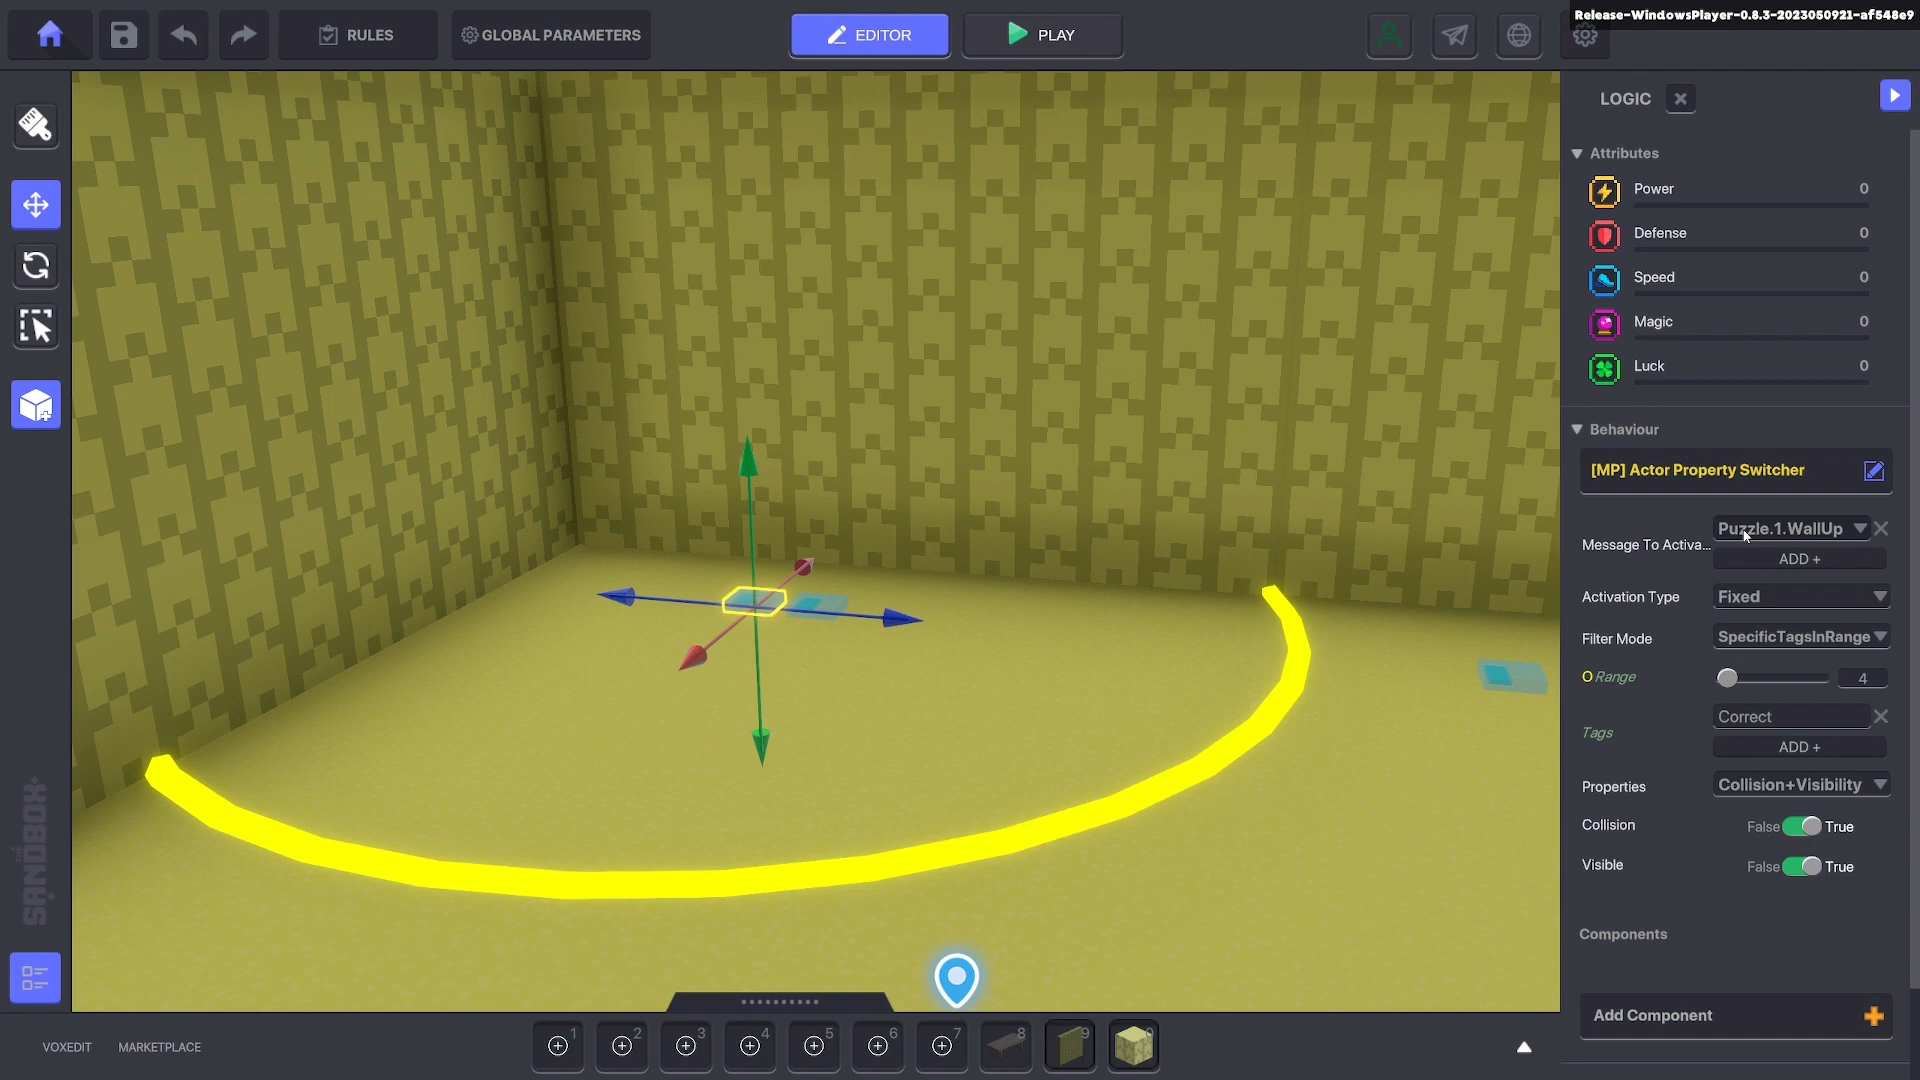 Release-WindowsPlayer-0.8.3-2023050921-af548e9
RULES
GLOBAL PARAMETERS
EDITOR
PLAY
LOGIC
Attributes
Power 0
Defense 0
Speed 0
Magic 0
Luck 0
Behaviour
[MP] Actor Property Switcher
Message To Activa... Puzzle.1.WallUp
ADD +
Activation Type Fixed
Filter Mode SpecificTagsInRange
O Range 4
Tags Correct
ADD +
Properties Collision+Visibility
Collision False True
Visible False True
Components
Add Component
THE SANDBOX
VOXEDIT
MARKETPLACE
1 2 3 4 5 6 7 8 9 0